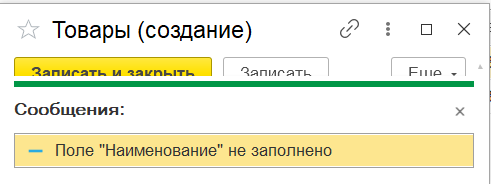 Товары (создание)
Записать и закрыть Записать Еще
Сообщения:
Поле "Наименование" не заполнено